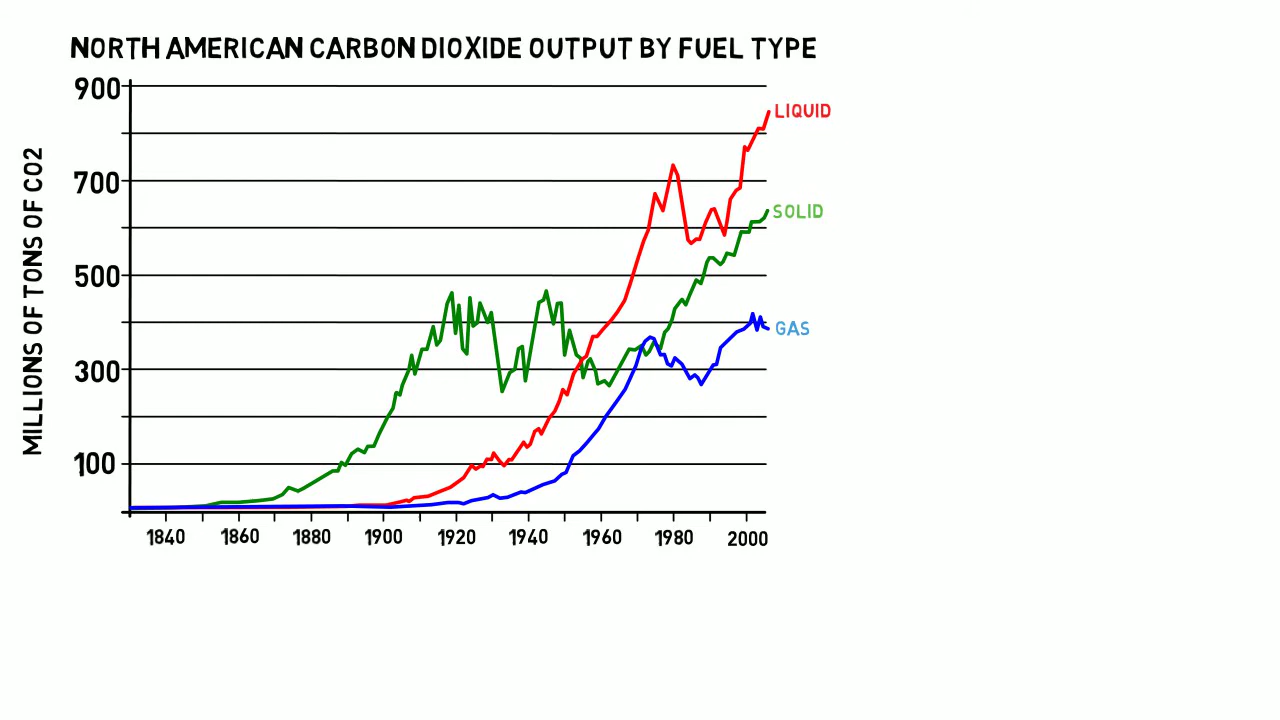 NORTH AMERICAN CARBON DIOXIDE OUTPUT BY FUEL TYPE
MILLIONS OF TONS OF CO2
900
700
500
300
100
LIQUID
SOLID
GAS
1840 1860 1880 1900 1920 1940 1960 1980 2000